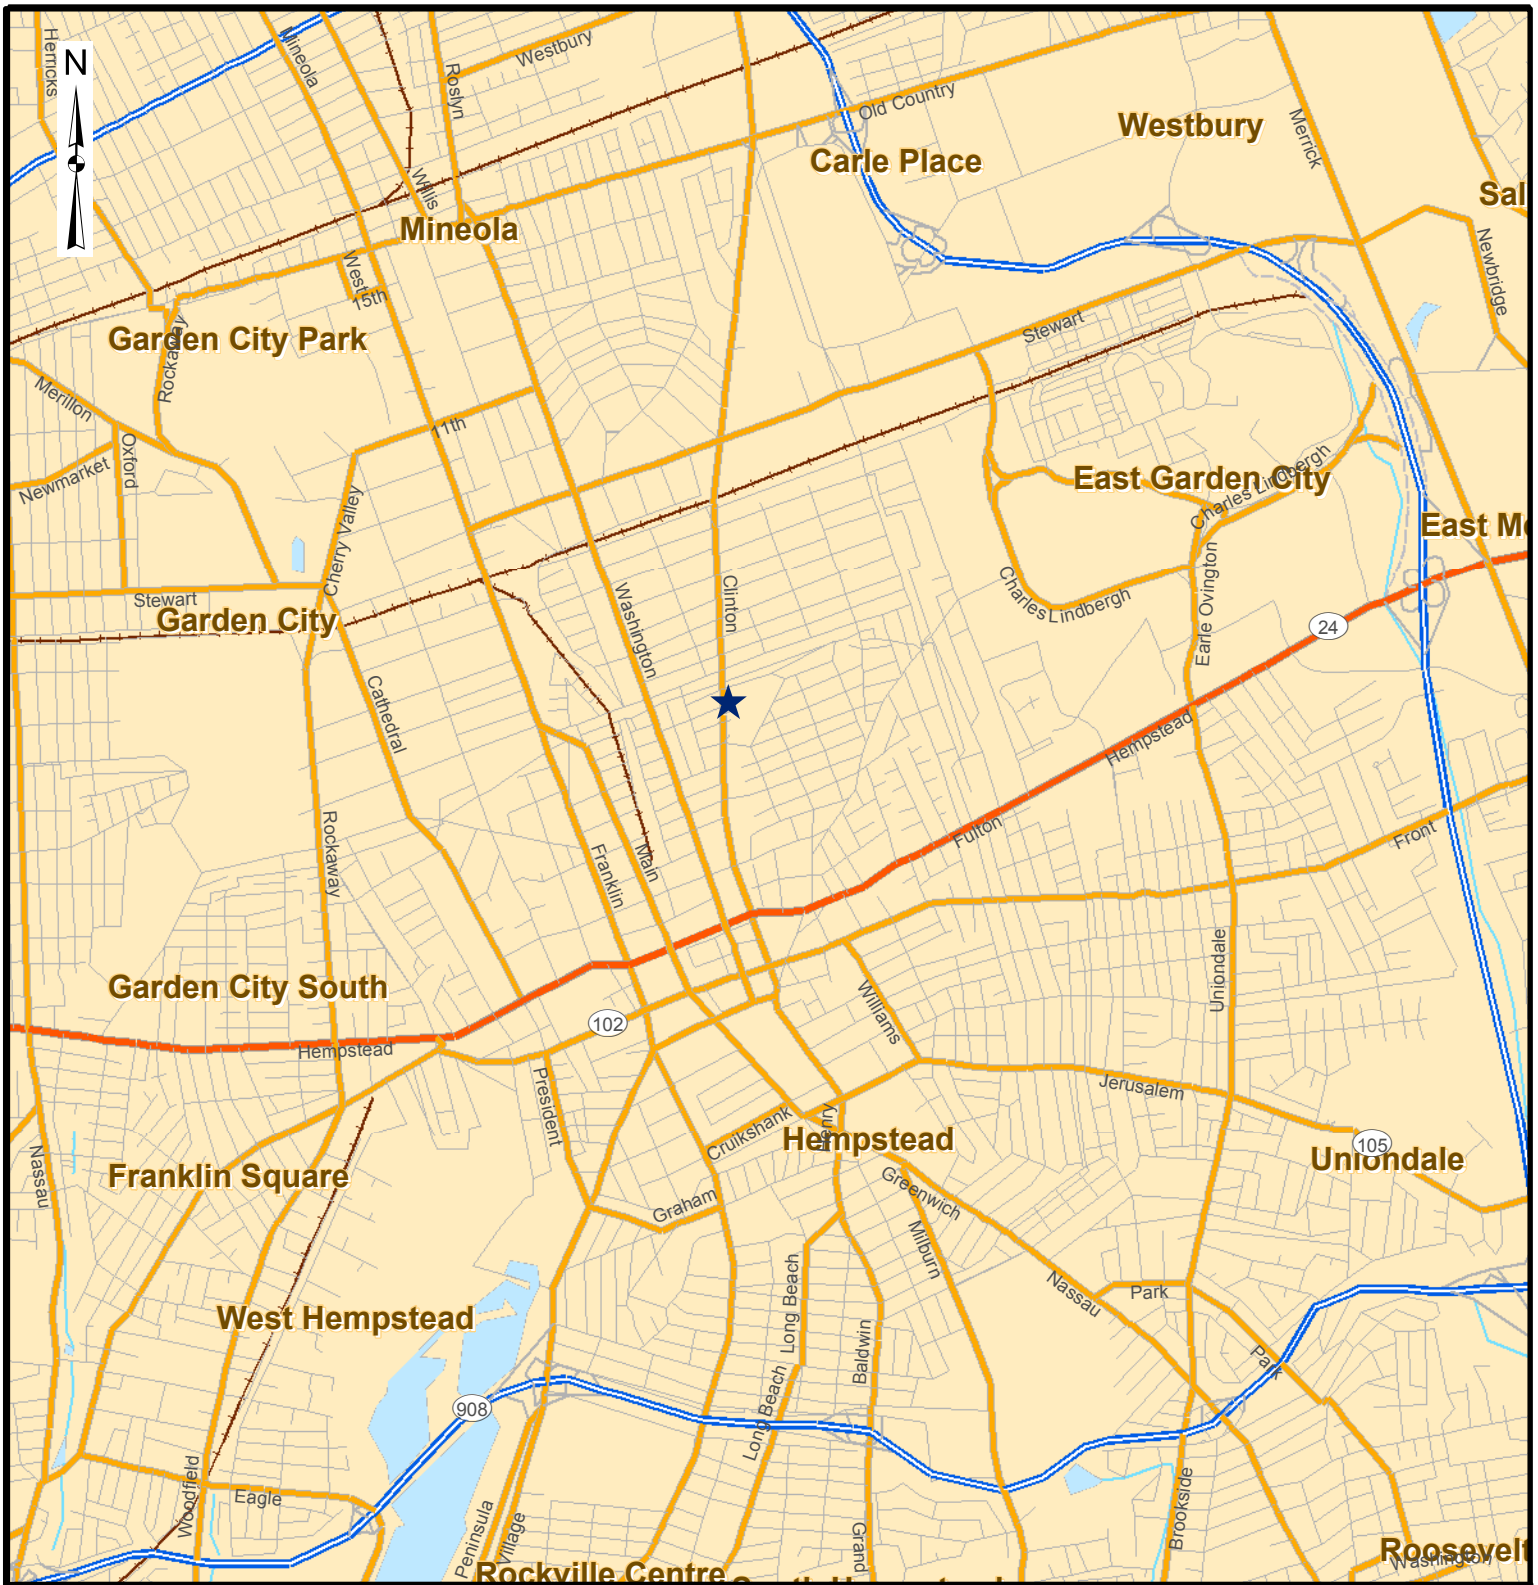 Herricks
N
Mineola
Roslyn
Westbury
Old Country
Westbury
Merrick
Carle Place
Willis
Mineola
Sal
Newbridge
West
15th
Garden City Park
Rockaway
Stewart
Merillon
11th
Oxford
Newmarket
Charles Lindbergh
East Garden City
East Me
Cherry Valley
Stewart
Garden City
Washington
Clinton
Charles Lindbergh
Earle Ovington
24
Cathedral
Hempstead
Rockaway
Franklin
Main
Fulton
Front
Uniondale
Garden City South
102
Williams
Hempstead
President
Jerusalem
Cruikshank
Henry
Hempstead
105
Uniondale
Nassau
Franklin Square
Greenwich
Graham
Milburn
Long Beach
Nassau
Park
West Hempstead
Baldwin
Park
908
Long Beach
Woodfield
Eagle
Peninsula
Village
Grand
Brookside
Roosevelt
Washington
Rockville Centre
South Hempstead